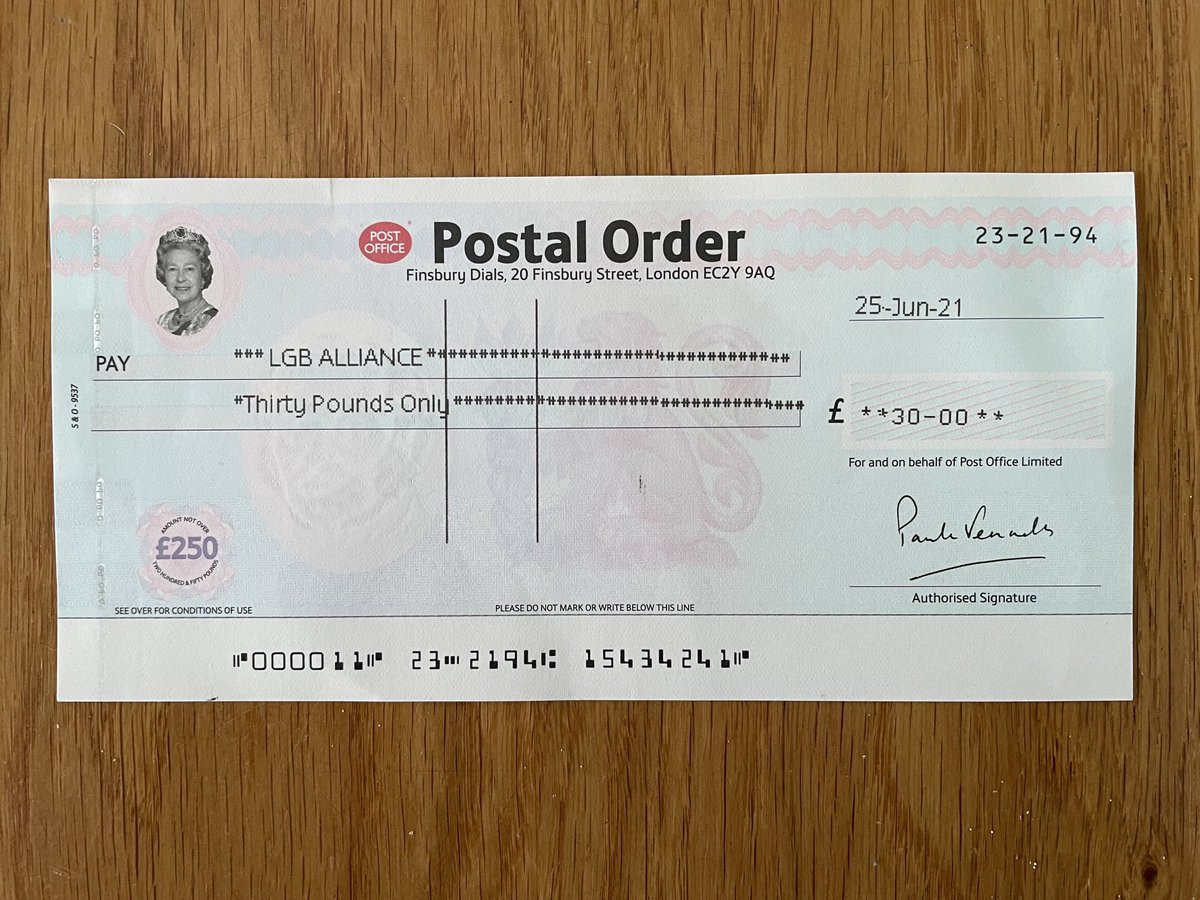 POST OFFICE
Postal Order
Finsbury Dials, 20 Finsbury Street, London EC2Y 9AQ
23-21-94
25-Jun-21
PAY
*** LGB ALLIANCE ****************************************
*Thirty Pounds Only **************************************
£ **30-00**
S & O - 9537
For and on behalf of Post Office Limited
AMOUNT NOT OVER
£250
TWO HUNDRED & FIFTY POUNDS
Authorised Signature
SEE OVER FOR CONDITIONS OF USE
PLEASE DO NOT MARK OR WRITE BELOW THIS LINE
⑈000011⑈ 23⑉2194⑆ 15434241⑈